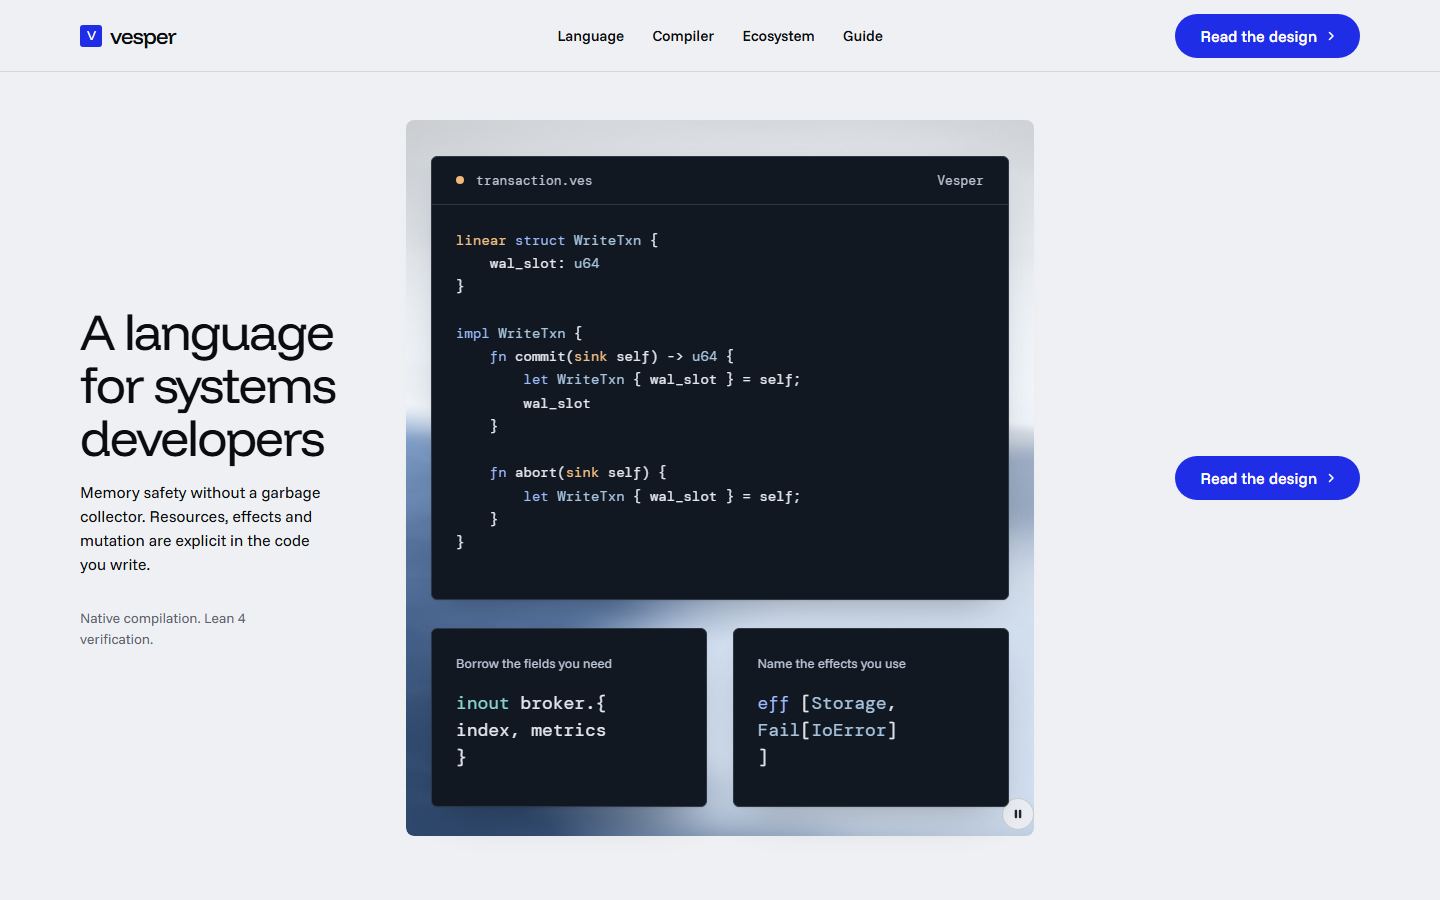 V vesper
Language Compiler Ecosystem Guide
Read the design
transaction.ves Vesper
linear struct WriteTxn {
    wal_slot: u64
}
impl WriteTxn {
    fn commit(sink self) -> u64 {
        let WriteTxn { wal_slot } = self;
        wal_slot
    }
    fn abort(sink self) {
        let WriteTxn { wal_slot } = self;
    }
}
A language
for systems
developers
Memory safety without a garbage
collector. Resources, effects and
mutation are explicit in the code
you write.
Native compilation. Lean 4
verification.
Read the design
Borrow the fields you need
inout broker.{
index, metrics
}
Name the effects you use
eff [Storage,
Fail[IoError]
]